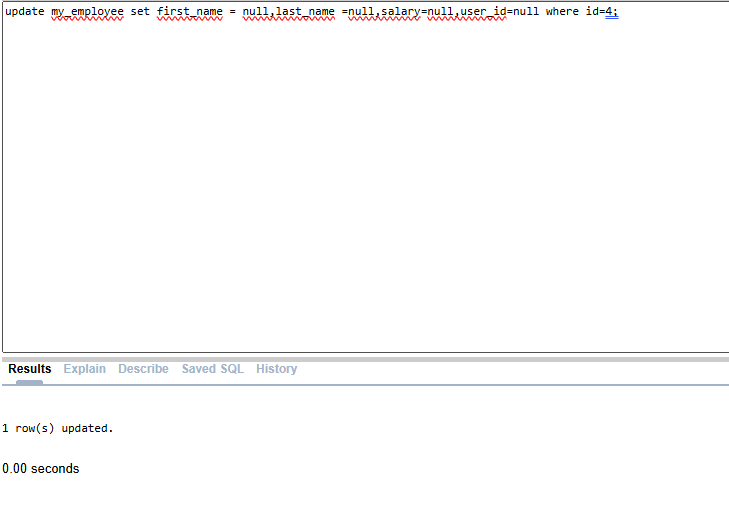 update my_employee set first_name = null,last_name =null,salary=null,user_id=null where id=4;
Results Explain Describe Saved SQL History
1 row(s) updated.
0.00 seconds